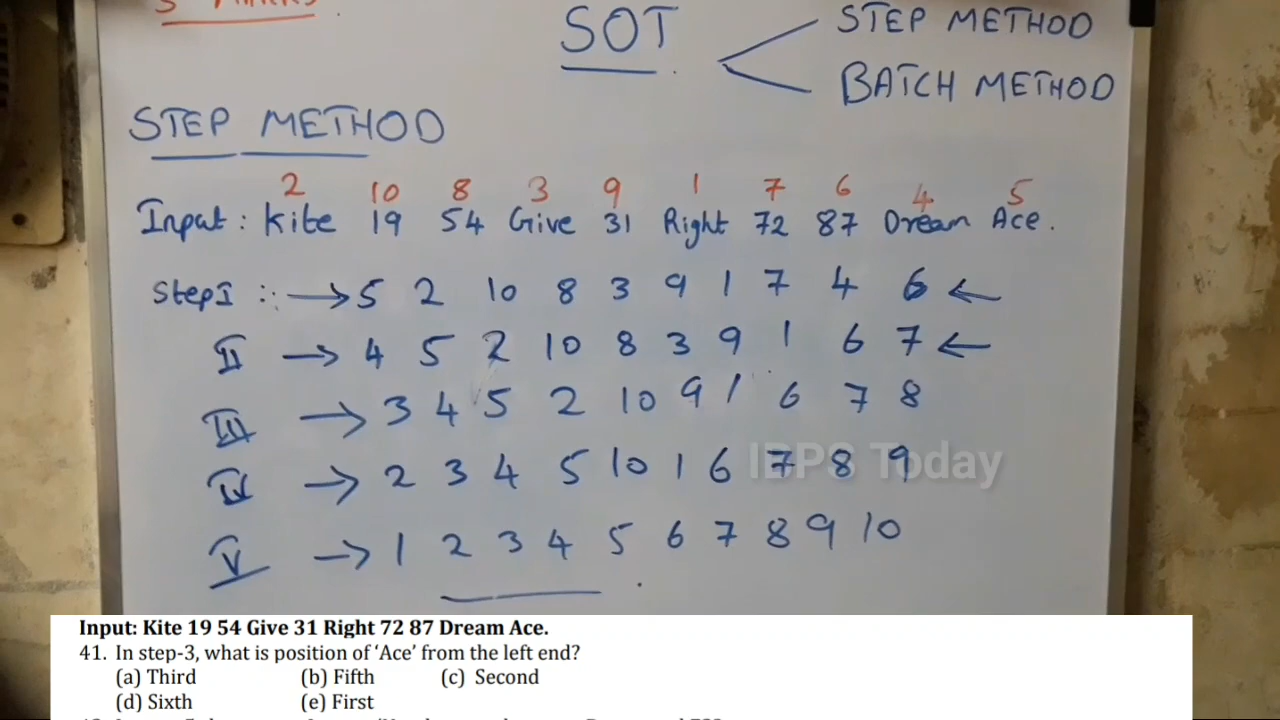 5 MARKS.
SOT
STEP METHOD
BATCH METHOD
STEP METHOD
2 10 8 3 9 1 7 6 4 5
Input: Kite 19 54 Give 31 Right 72 87 Dream Ace.
Step I :. → 5 2 10 8 3 9 1 7 4 6 ←
II → 4 5 2 10 8 3 9 1 6 7 ←
III → 3 4 5 2 10 9 1 6 7 8
IV → 2 3 4 5 10 1 6 7 8 9
IBPS Today
V → 1 2 3 4 5 6 7 8 9 10
Input: Kite 19 54 Give 31 Right 72 87 Dream Ace.
41. In step-3, what is position of 'Ace' from the left end?
(a) Third (b) Fifth (c) Second
(d) Sixth (e) First